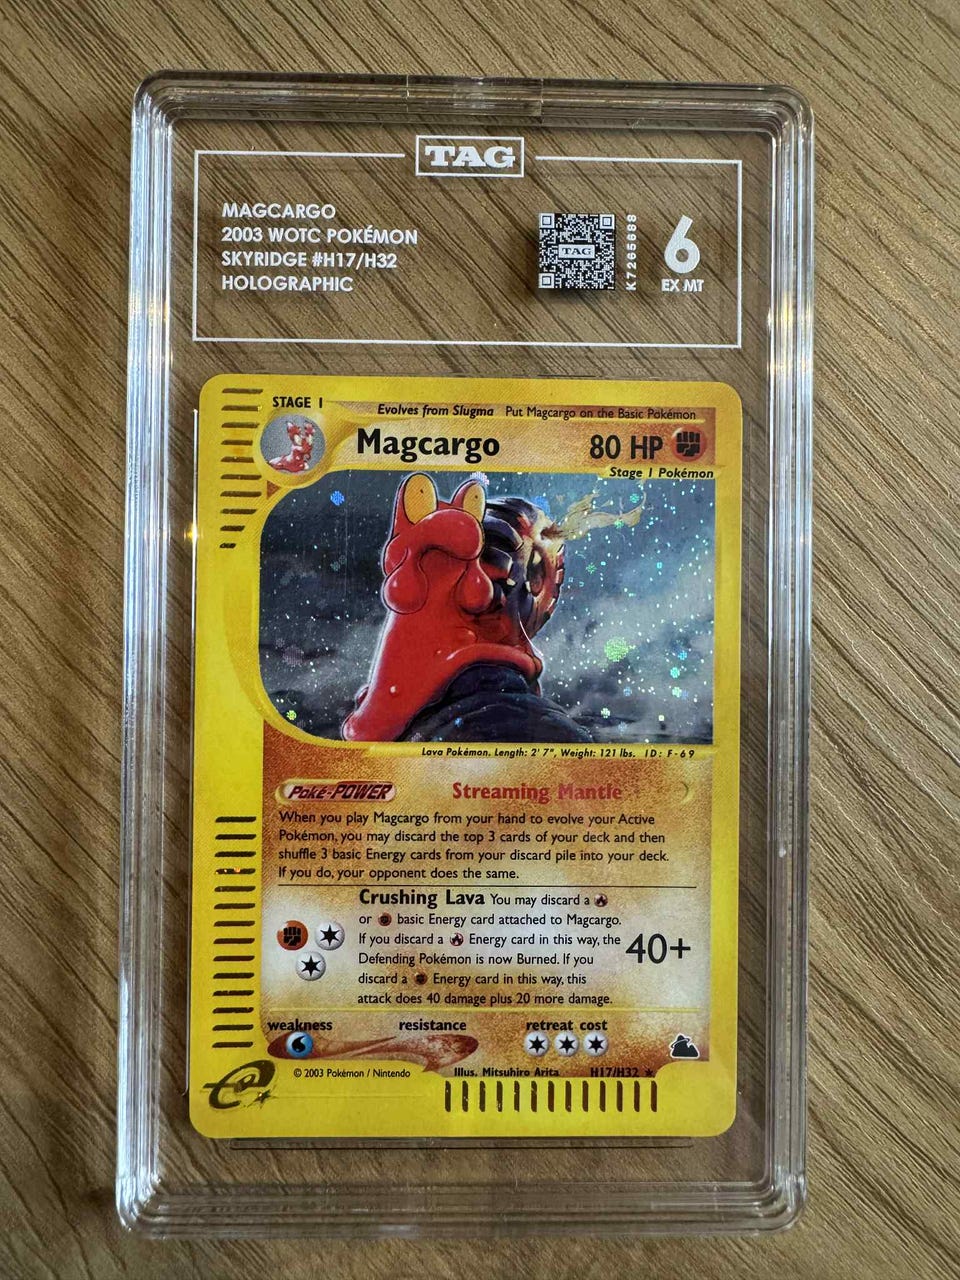 TAG
MAGCARGO
2003 WOTC POKÉMON
SKYRIDGE #H17/H32
HOLOGRAPHIC
TAG
K7265688
6
EX MT
STAGE 1
Evolves from Slugma Put Magcargo on the Basic Pokémon
Magcargo 80 HP
Stage 1 Pokémon
Lava Pokémon. Length: 2' 7", Weight: 121 lbs. ID: F-69
Poké-POWER Streaming Mantle
When you play Magcargo from your hand to evolve your Active
Pokémon, you may discard the top 3 cards of your deck and then
shuffle 3 basic Energy cards from your discard pile into your deck.
If you do, your opponent does the same.
Crushing Lava You may discard a
or basic Energy card attached to Magcargo.
If you discard a Energy card in this way, the
Defending Pokémon is now Burned. If you
discard a Energy card in this way, this
attack does 40 damage plus 20 more damage.
40+
weakness resistance retreat cost
© 2003 Pokémon / Nintendo
Illus. Mitsuhiro Arita
H17/H32 ★
e